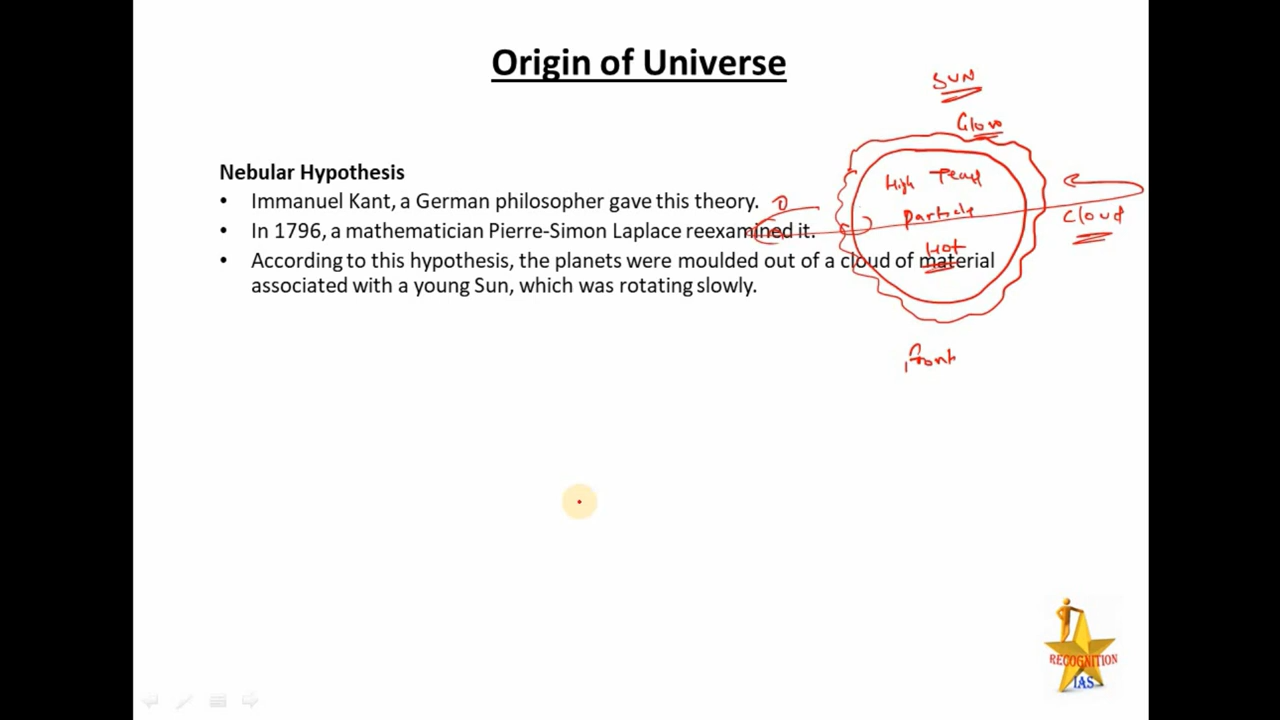 Origin of Universe
SUN
Nebular Hypothesis
• Immanuel Kant, a German philosopher gave this theory.
• In 1796, a mathematician Pierre-Simon Laplace reexamined it.
• According to this hypothesis, the planets were moulded out of a cloud of material
associated with a young Sun, which was rotating slowly.
High
Particle
Hot
Cloud
front
RECOGNITION
IAS